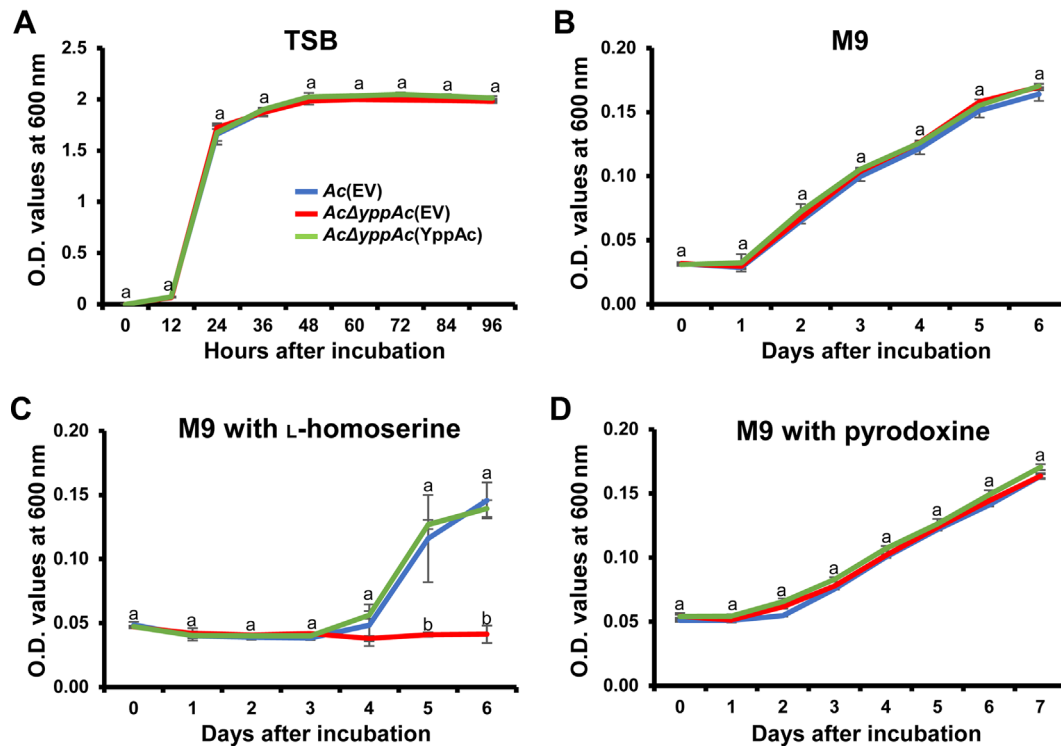 A
TSB
O.D. values at 600 nm
2.5
2
1.5
1
0.5
0
a a a a a a a a a
Ac(EV)
AcΔyppAc(EV)
AcΔyppAc(YppAc)
0 12 24 36 48 60 72 84 96
Hours after incubation
B
M9
O.D. values at 600 nm
0.20
0.15
0.10
0.05
0.00
a a a a a a a
0 1 2 3 4 5 6
Days after incubation
C
M9 with L-homoserine
O.D. values at 600 nm
0.20
0.15
0.10
0.05
0.00
a a a a a a a
b b
0 1 2 3 4 5 6
Days after incubation
D
M9 with pyrodoxine
O.D. values at 600 nm
0.20
0.15
0.10
0.05
0.00
a a a a a a a a
0 1 2 3 4 5 6 7
Days after incubation